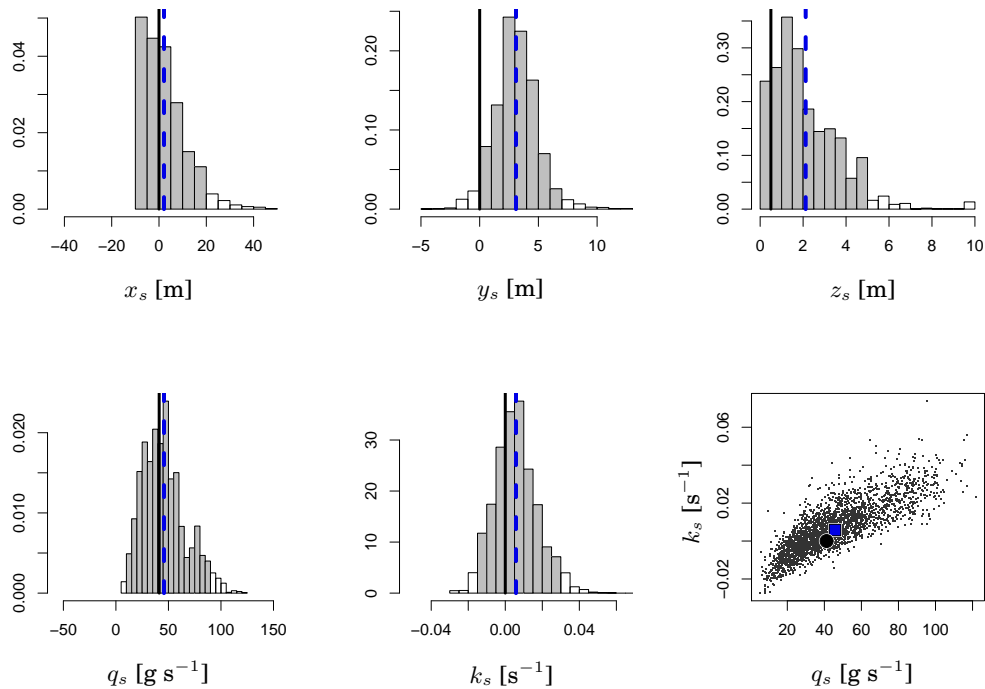 0.00 0.02 0.04
−40 −20 0 20 40
x_s [m]
0.00 0.10 0.20
−5 0 5 10
y_s [m]
0.00 0.10 0.20 0.30
0 2 4 6 8 10
z_s [m]
0.000 0.010 0.020
−50 0 50 100 150
q_s [g s⁻¹]
0 10 20 30
−0.04 0.00 0.04
k_s [s⁻¹]
−0.02 0.02 0.06
k_s [s⁻¹]
20 40 60 80 100
q_s [g s⁻¹]